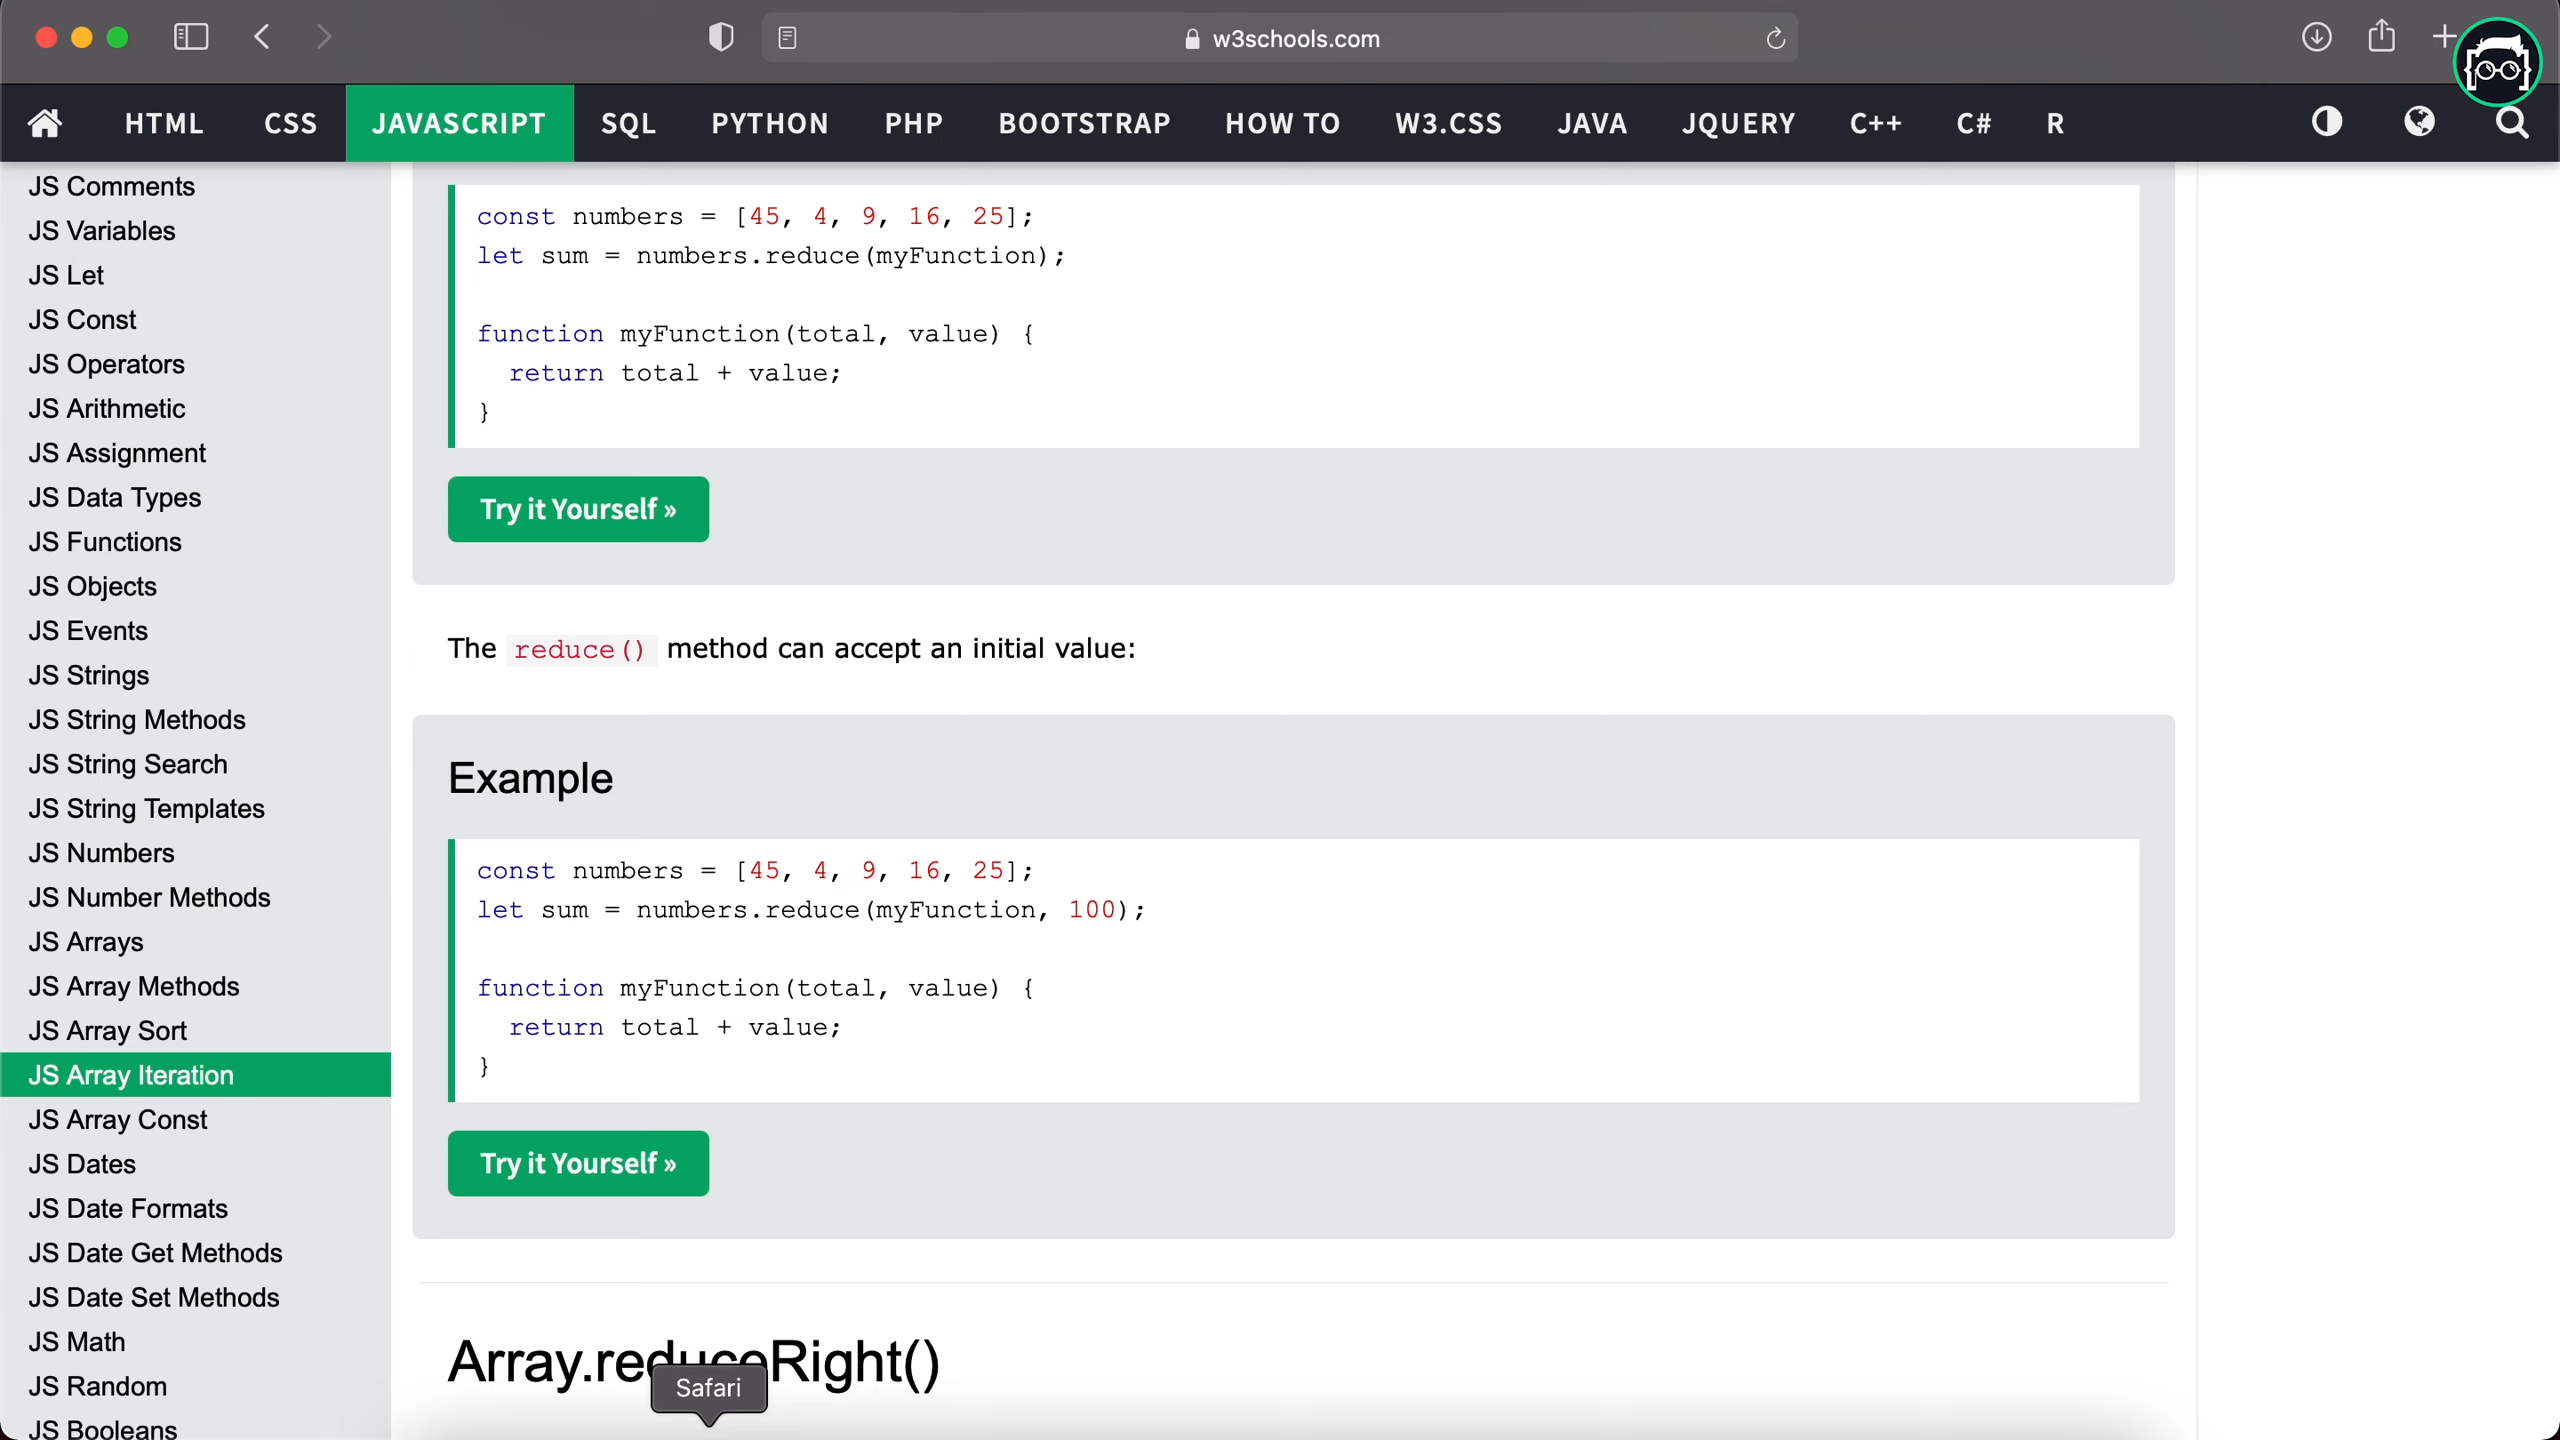 w3schools.com
HTML CSS JAVASCRIPT SQL PYTHON PHP BOOTSTRAP HOW TO W3.CSS JAVA JQUERY C++ C# R
JS Comments
JS Variables
JS Let
JS Const
JS Operators
JS Arithmetic
JS Assignment
JS Data Types
JS Functions
JS Objects
JS Events
JS Strings
JS String Methods
JS String Search
JS String Templates
JS Numbers
JS Number Methods
JS Arrays
JS Array Methods
JS Array Sort
JS Array Iteration
JS Array Const
JS Dates
JS Date Formats
JS Date Get Methods
JS Date Set Methods
JS Math
JS Random
JS Booleans
const numbers = [45, 4, 9, 16, 25];
let sum = numbers.reduce(myFunction);
function myFunction(total, value) {
  return total + value;
}
Try it Yourself »
The reduce() method can accept an initial value:
Example
const numbers = [45, 4, 9, 16, 25];
let sum = numbers.reduce(myFunction, 100);
function myFunction(total, value) {
  return total + value;
}
Try it Yourself »
Array.reduceRight()
Safari